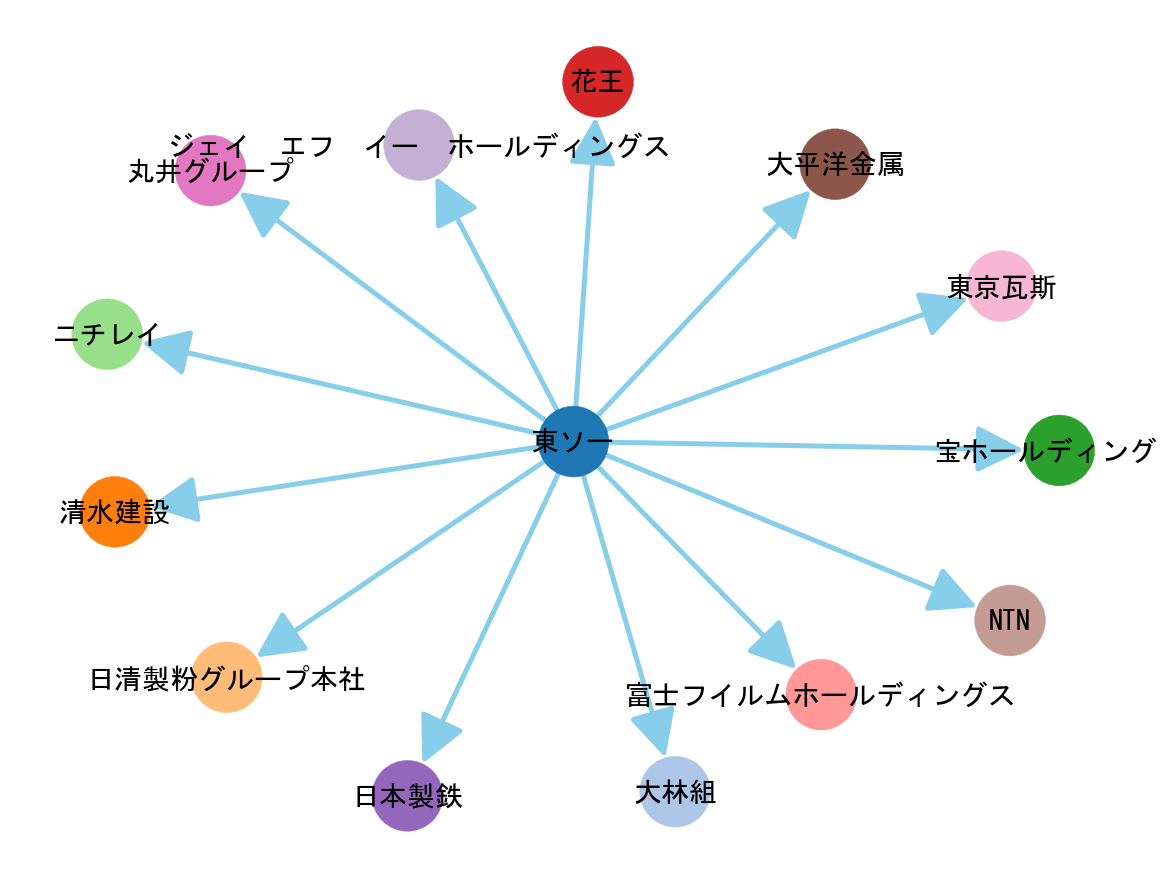 花王
ジェイ　エフ　イー　ホールディングス
大平洋金属
丸井グループ
東京瓦斯
ニチレイ
東ソー
宝ホールディング
清水建設
NTN
日清製粉グループ本社
富士フイルムホールディングス
大林組
日本製鉄